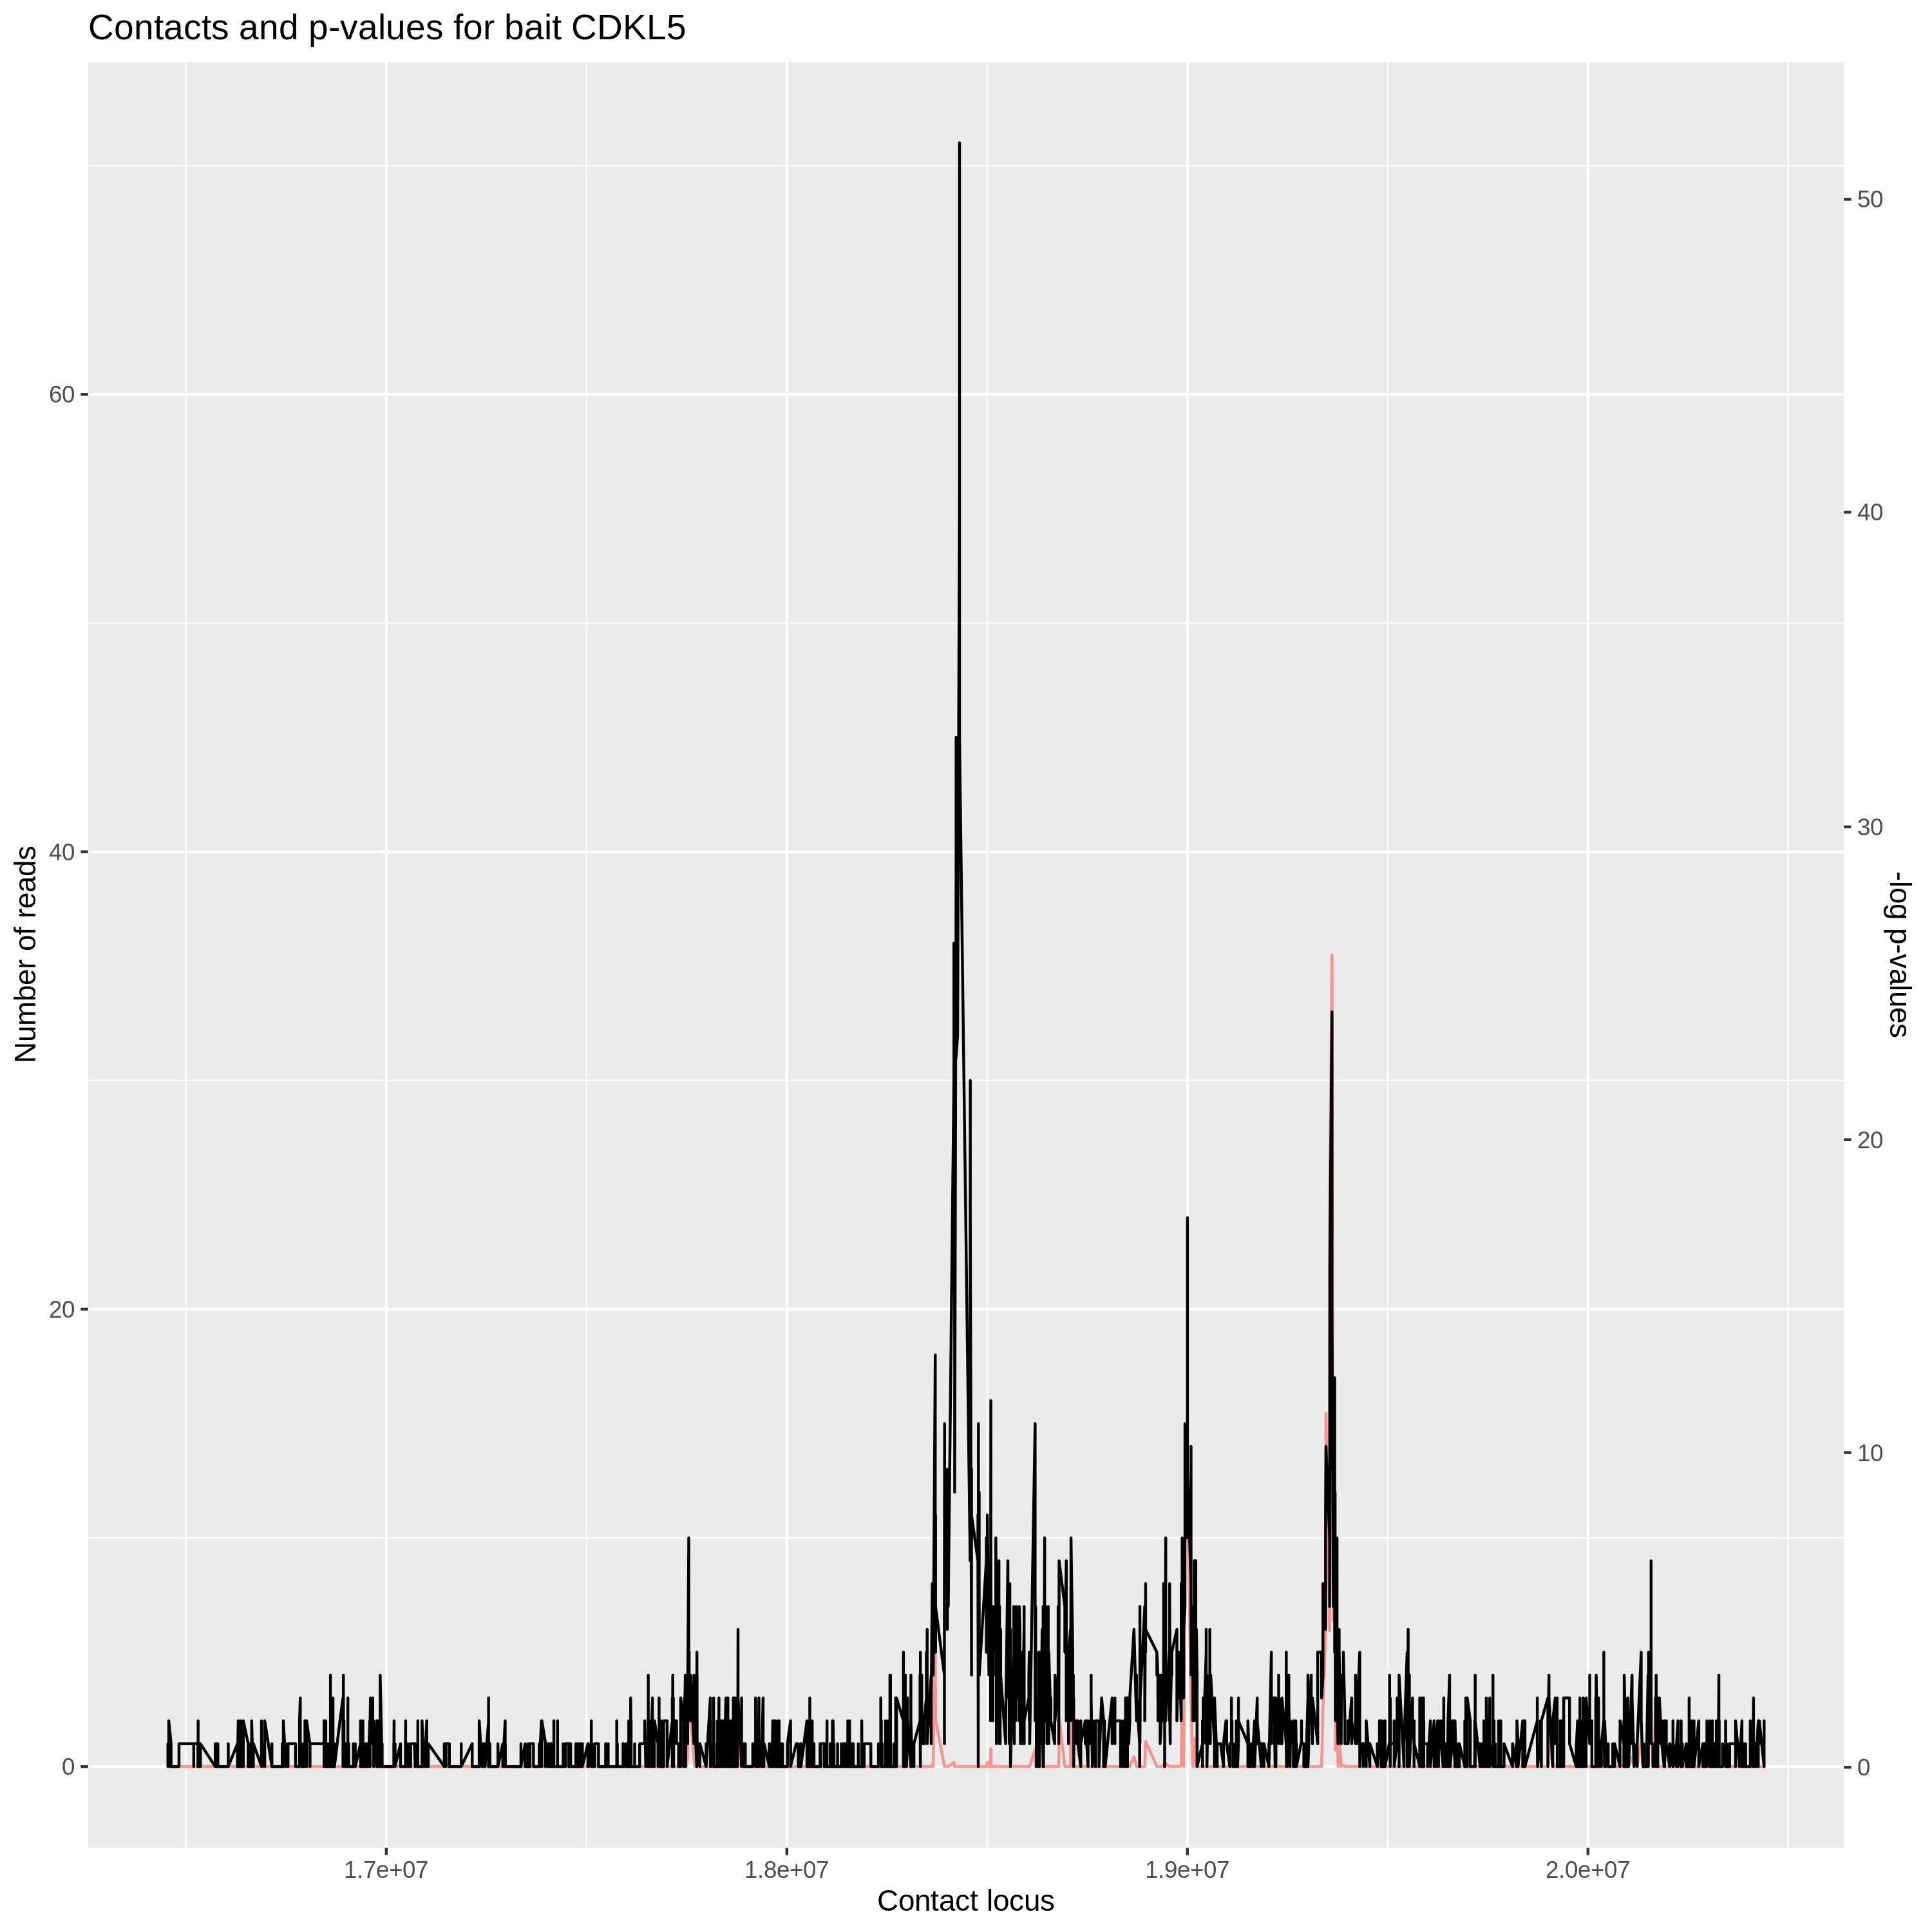 Contacts and p-values for bait CDKL5
60
40
20
0
Number of reads
50
40
30
20
10
0
-log p-values
1.7e+07
1.8e+07
1.9e+07
2.0e+07
Contact locus